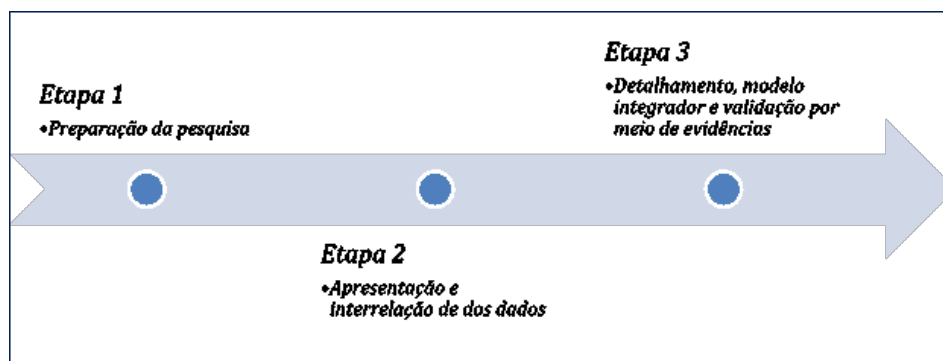 Etapa 1
•Preparação da pesquisa
Etapa 2
•Apresentação e
interrelação de dos dados
Etapa 3
•Detalhamento, modelo
integrador e validação por
meio de evidências